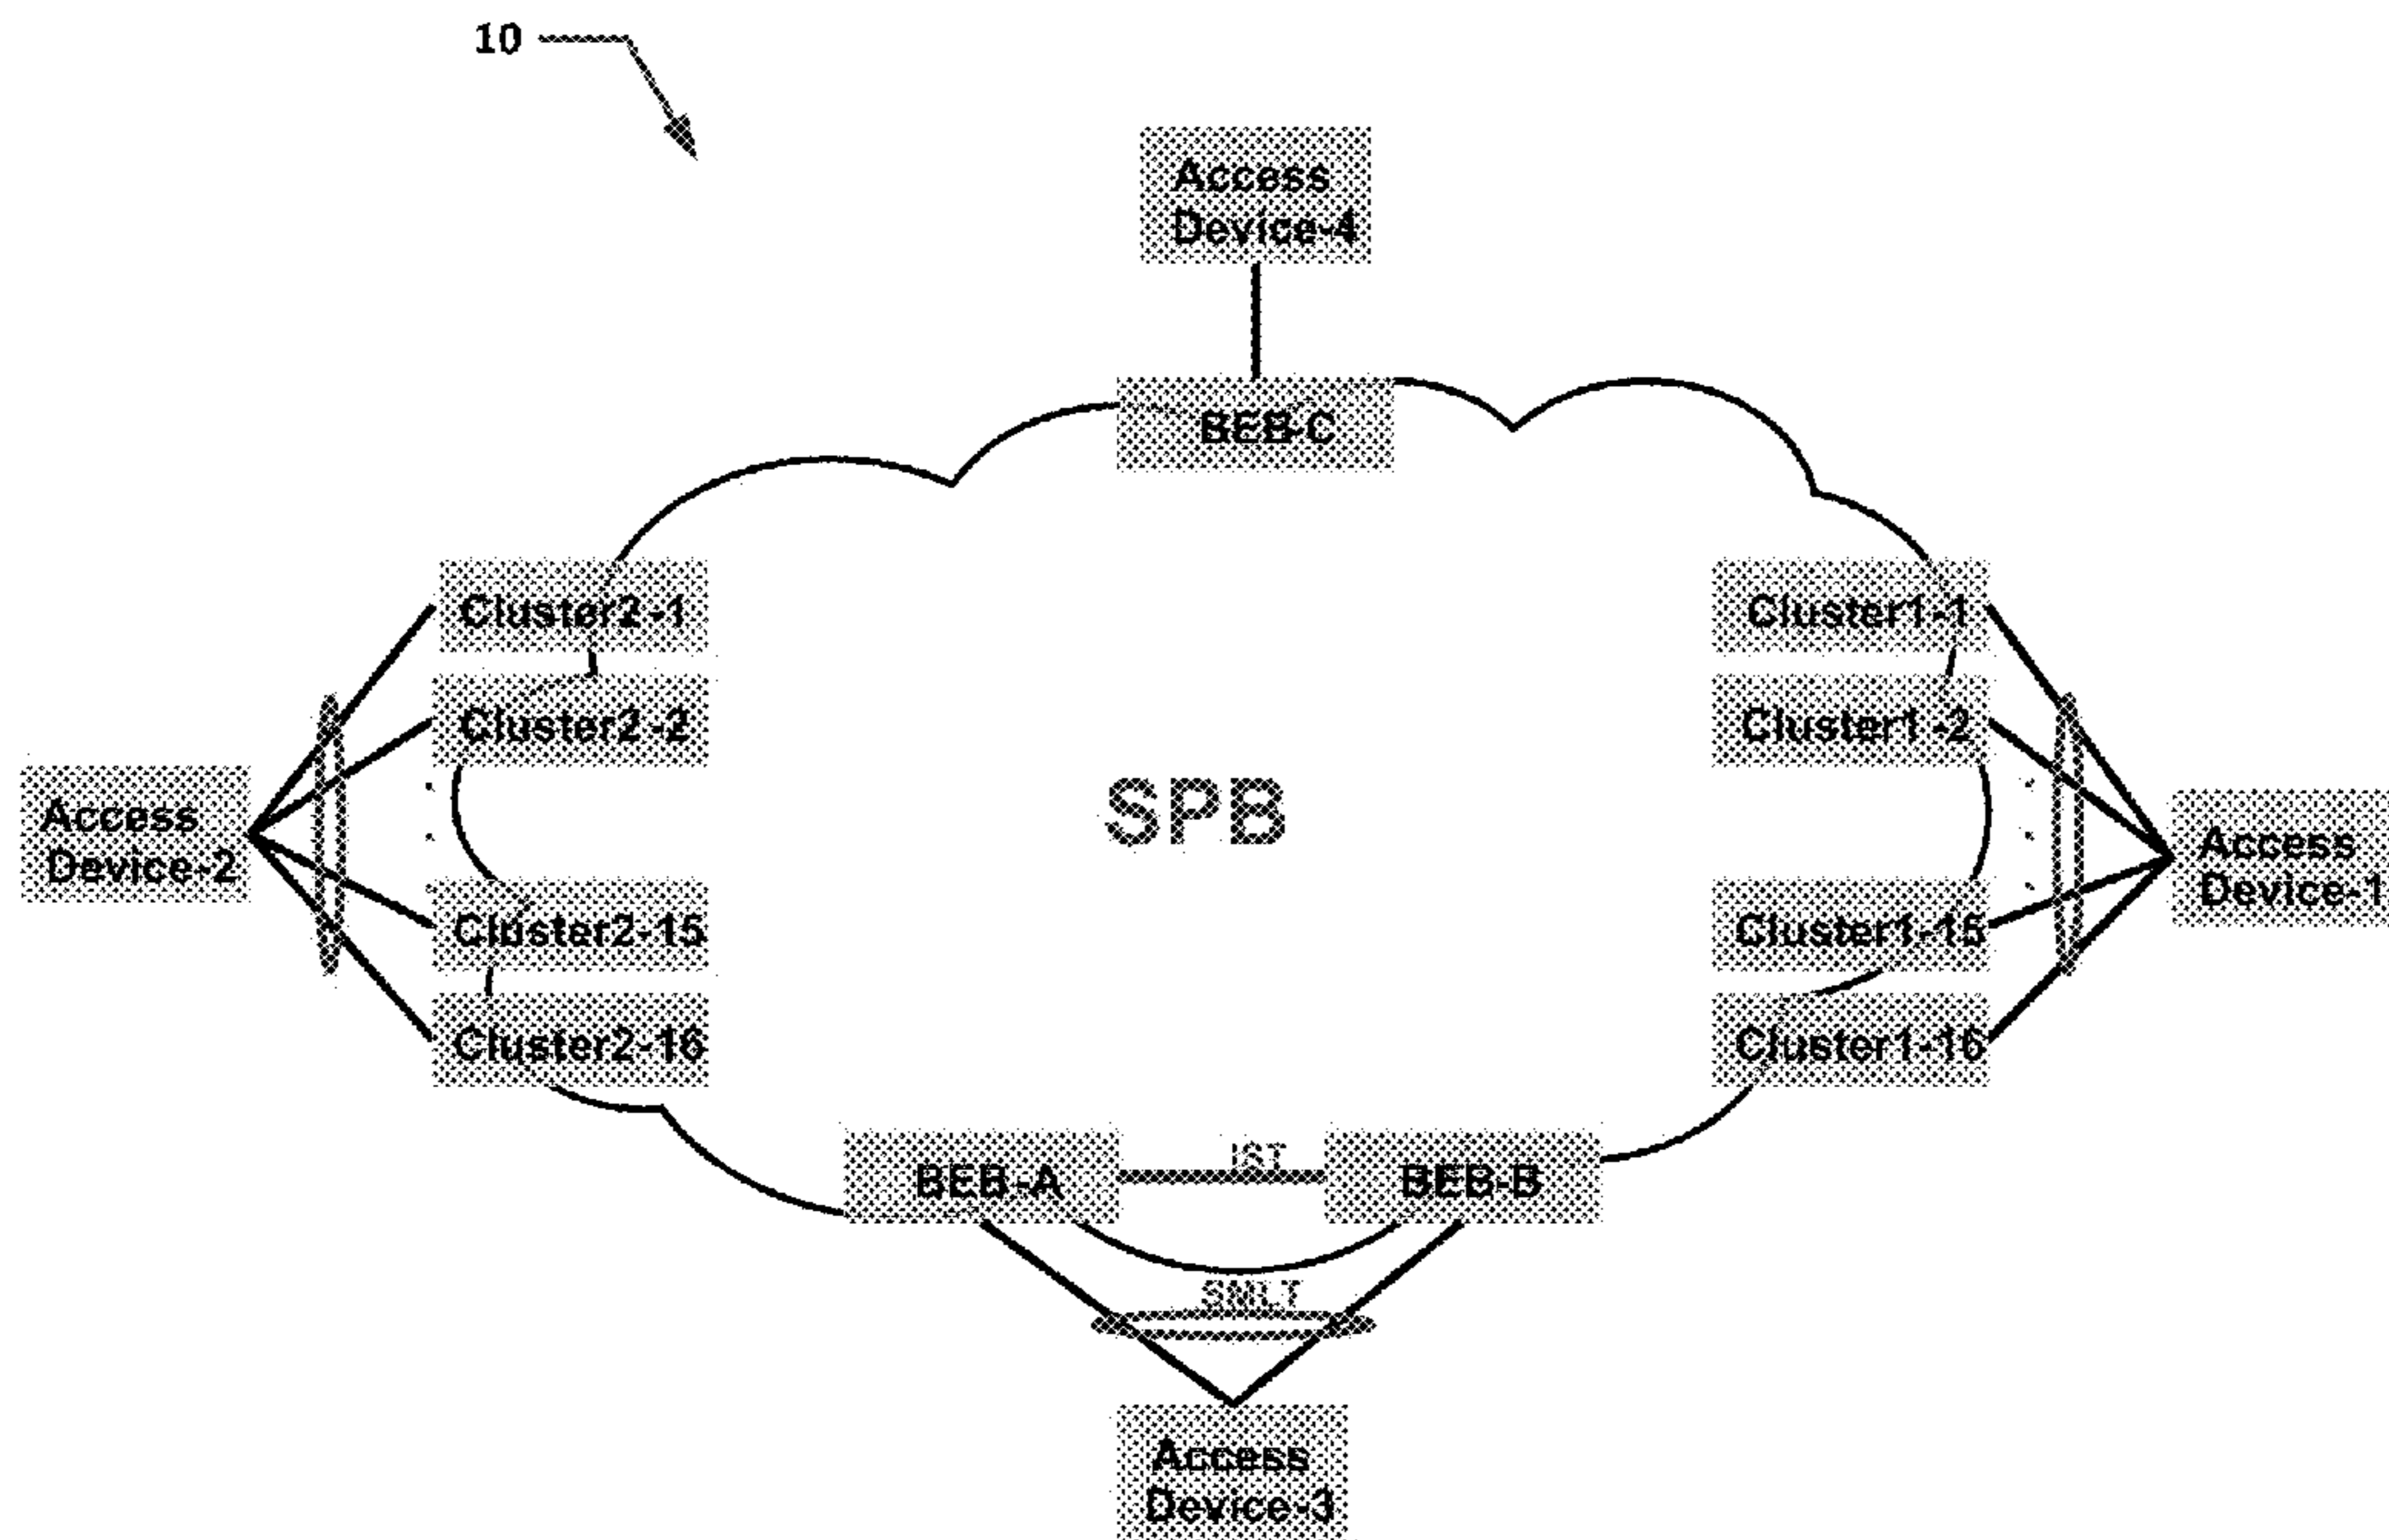 10
Access
Device-4
BEB-C
Cluster2-1
Cluster1-1
Cluster2-2
Cluster1-2
SPB
Access
Device-2
Access
Device-1
Cluster2-15
Cluster1-15
Cluster2-16
Cluster1-16
BEB-A
IST
BEB-B
SMLT
Access
Device-3